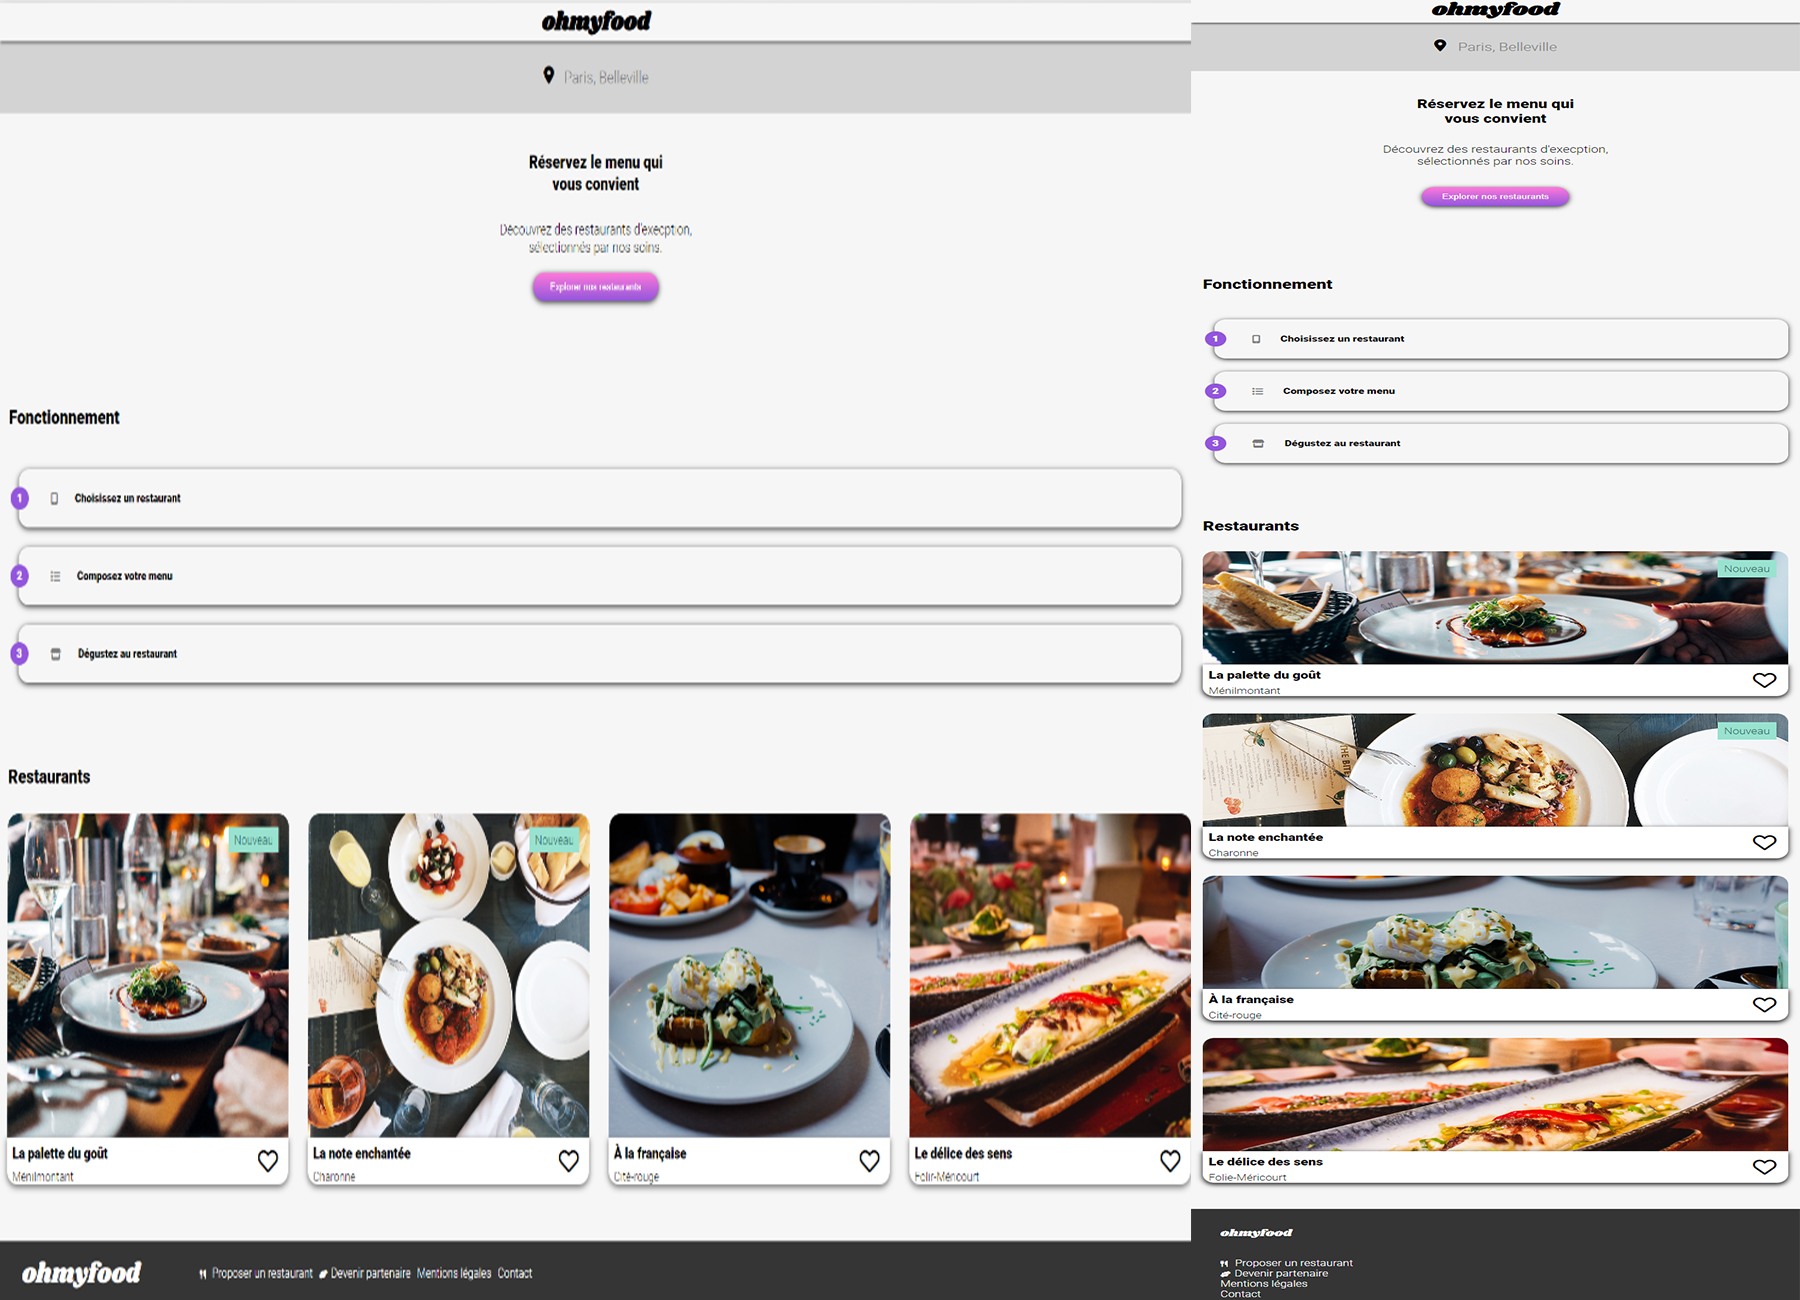 ohmyfood
Paris, Belleville
Réservez le menu qui
vous convient
Découvrez des restaurants d'execption,
sélectionnés par nos soins.
Explorer nos restaurants
Fonctionnement
1 Choisissez un restaurant
2 Composez votre menu
3 Dégustez au restaurant
Restaurants
Nouveau
La palette du goût
Ménilmontant
Nouveau
La note enchantée
Charonne
À la française
Cité-rouge
Le délice des sens
Folir-Méricourt
ohmyfood Proposer un restaurant Devenir partenaire Mentions légales Contact
ohmyfood
Paris, Belleville
Réservez le menu qui
vous convient
Découvrez des restaurants d'execption,
sélectionnés par nos soins.
Explorer nos restaurants
Fonctionnement
1 Choisissez un restaurant
2 Composez votre menu
3 Dégustez au restaurant
Restaurants
Nouveau
La palette du goût
Ménilmontant
Nouveau
THE BITE
La note enchantée
Charonne
À la française
Cité-rouge
Le délice des sens
Folie-Méricourt
ohmyfood
Proposer un restaurant
Devenir partenaire
Mentions légales
Contact